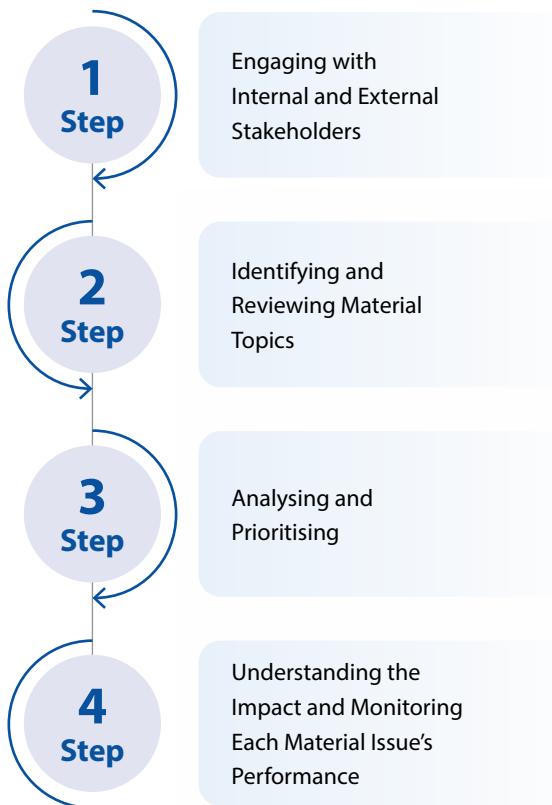 1
Step
Engaging with
Internal and External
Stakeholders
2
Step
Identifying and
Reviewing Material
Topics
3
Step
Analysing and
Prioritising
4
Step
Understanding the
Impact and Monitoring
Each Material Issue's
Performance